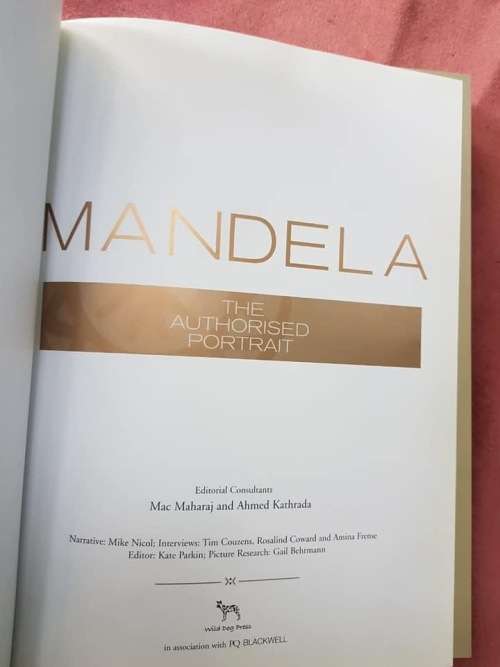 MANDELA
THE
AUTHORISED
PORTRAIT
Editorial Consultants
Mac Maharaj and Ahmed Kathrada
Narrative: Mike Nicol; Interviews: Tim Couzens, Rosalind Coward and Amina Frense
Editor: Kate Parkin; Picture Research: Gail Behrmann
Wild Dog Press
in association with PQ BLACKWELL